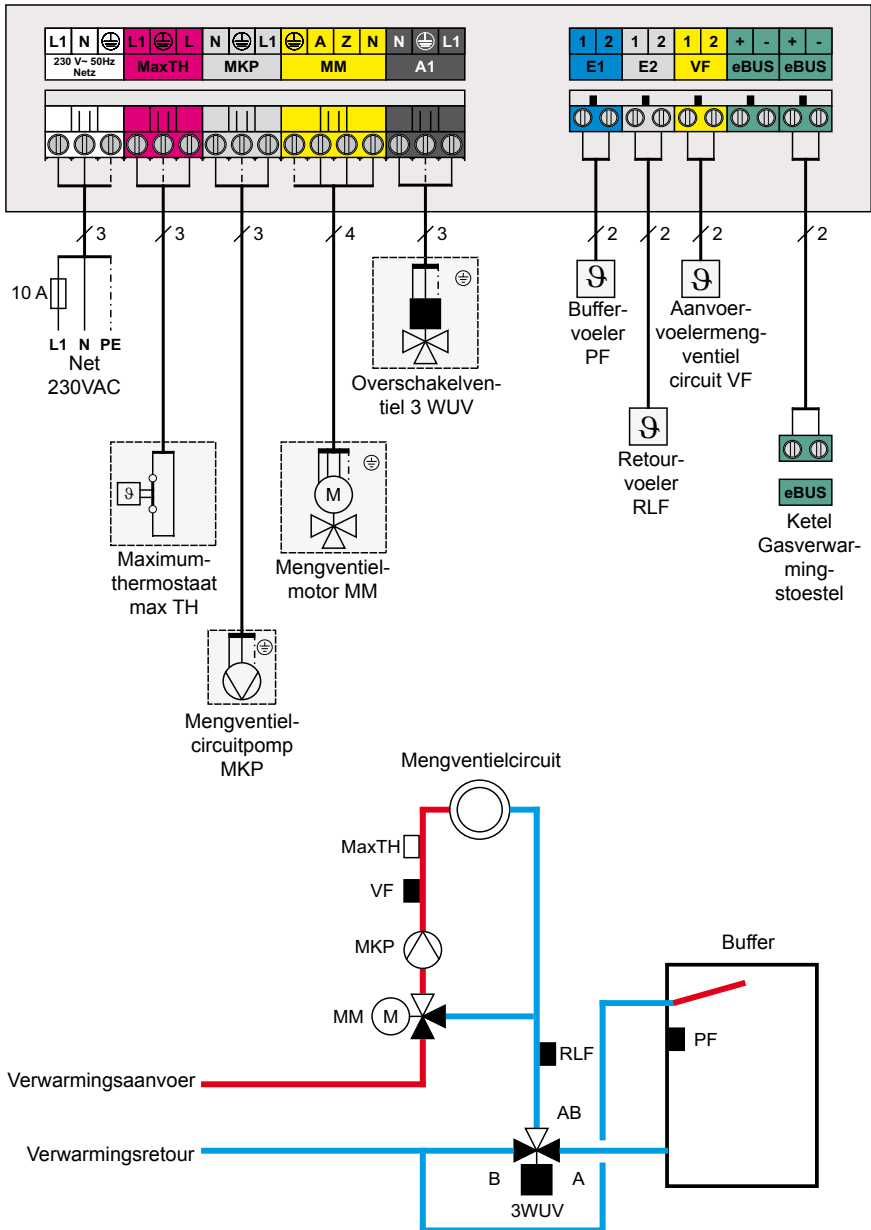 L1 N L1 L N L1 A Z N N L1 1 2 1 2 1 2 + - + -
230 V~ 50Hz
Netz
MaxTH MKP MM A1 E1 E2 VF eBUS eBUS
3 3 3 4 3 2 2 2 2
10 A
L1 N PE
Net
230VAC
Overschakelven-
tiel 3 WUV
Buffer-
voeler
PF
Aanvoer-
voelermeng-
ventiel
circuit VF
ϑ
ϑ
ϑ
Retour-
voeler
RLF
eBUS
Ketel
Gasverwar-
ming-
stoestel
ϑ
Maximum-
thermostaat
max TH
M
Mengventiel-
motor MM
Mengventiel-
circuitpomp
MKP
Mengventielcircuit
MaxTH
VF
MKP
MM M
Buffer
PF
RLF
Verwarmingsaanvoer
AB
Verwarmingsretour
B A
3WUV